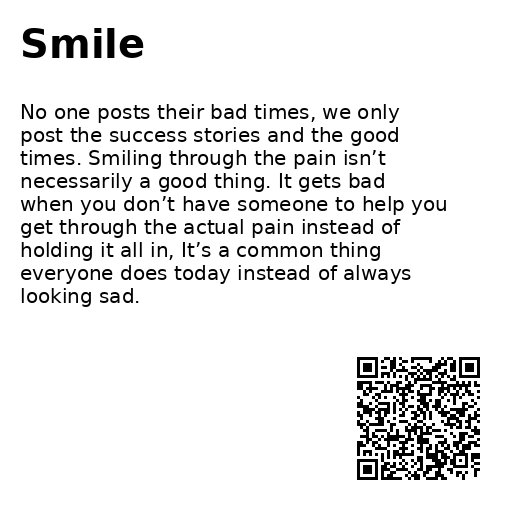 Smile
No one posts their bad times, we only
post the success stories and the good
times. Smiling through the pain isn’t
necessarily a good thing. It gets bad
when you don’t have someone to help you
get through the actual pain instead of
holding it all in, It’s a common thing
everyone does today instead of always
looking sad.